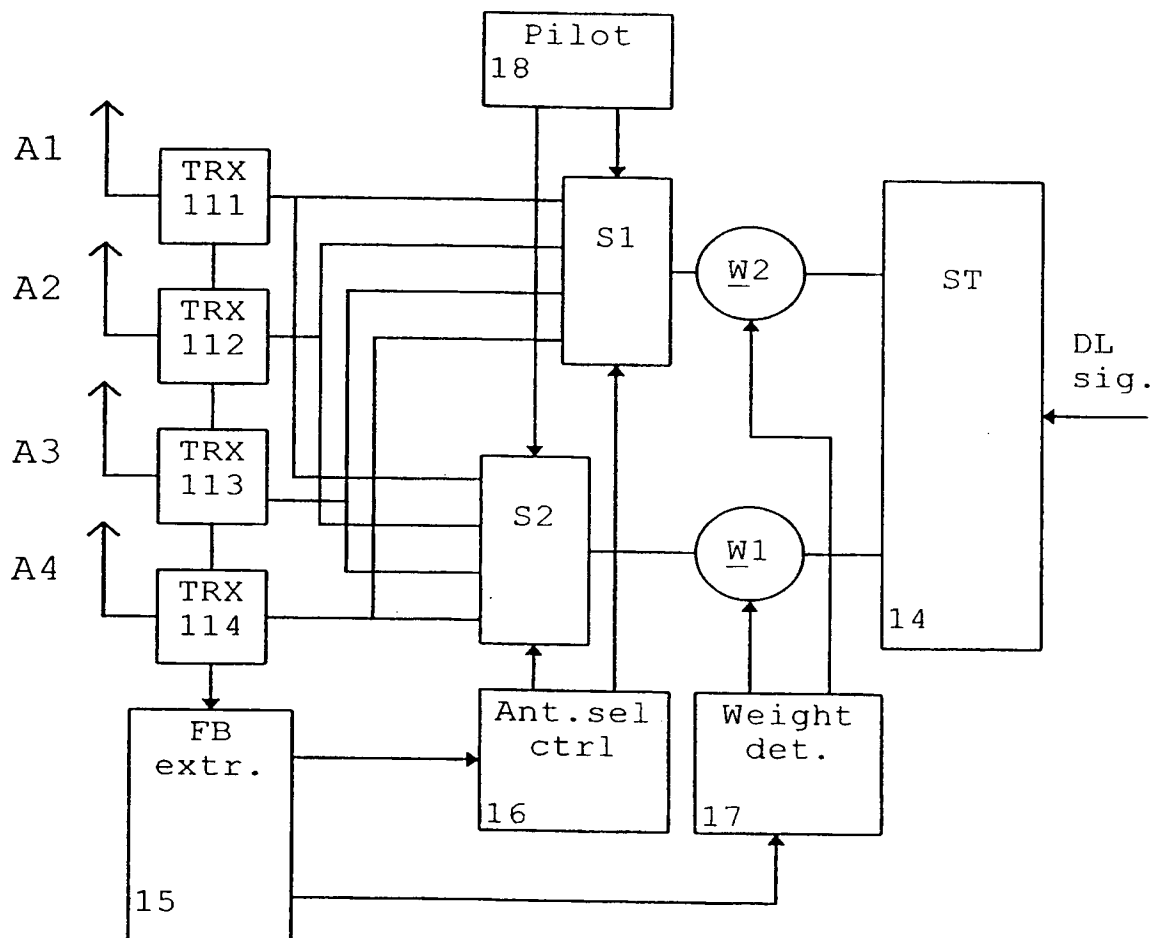 Pilot
18
A1
TRX
111
S1
A2
TRX
112
W2
ST
DL
sig.
A3
TRX
113
S2
A4
TRX
114
W1
14
FB
extr.
Ant.sel
ctrl
Weight
det.
16
17
15